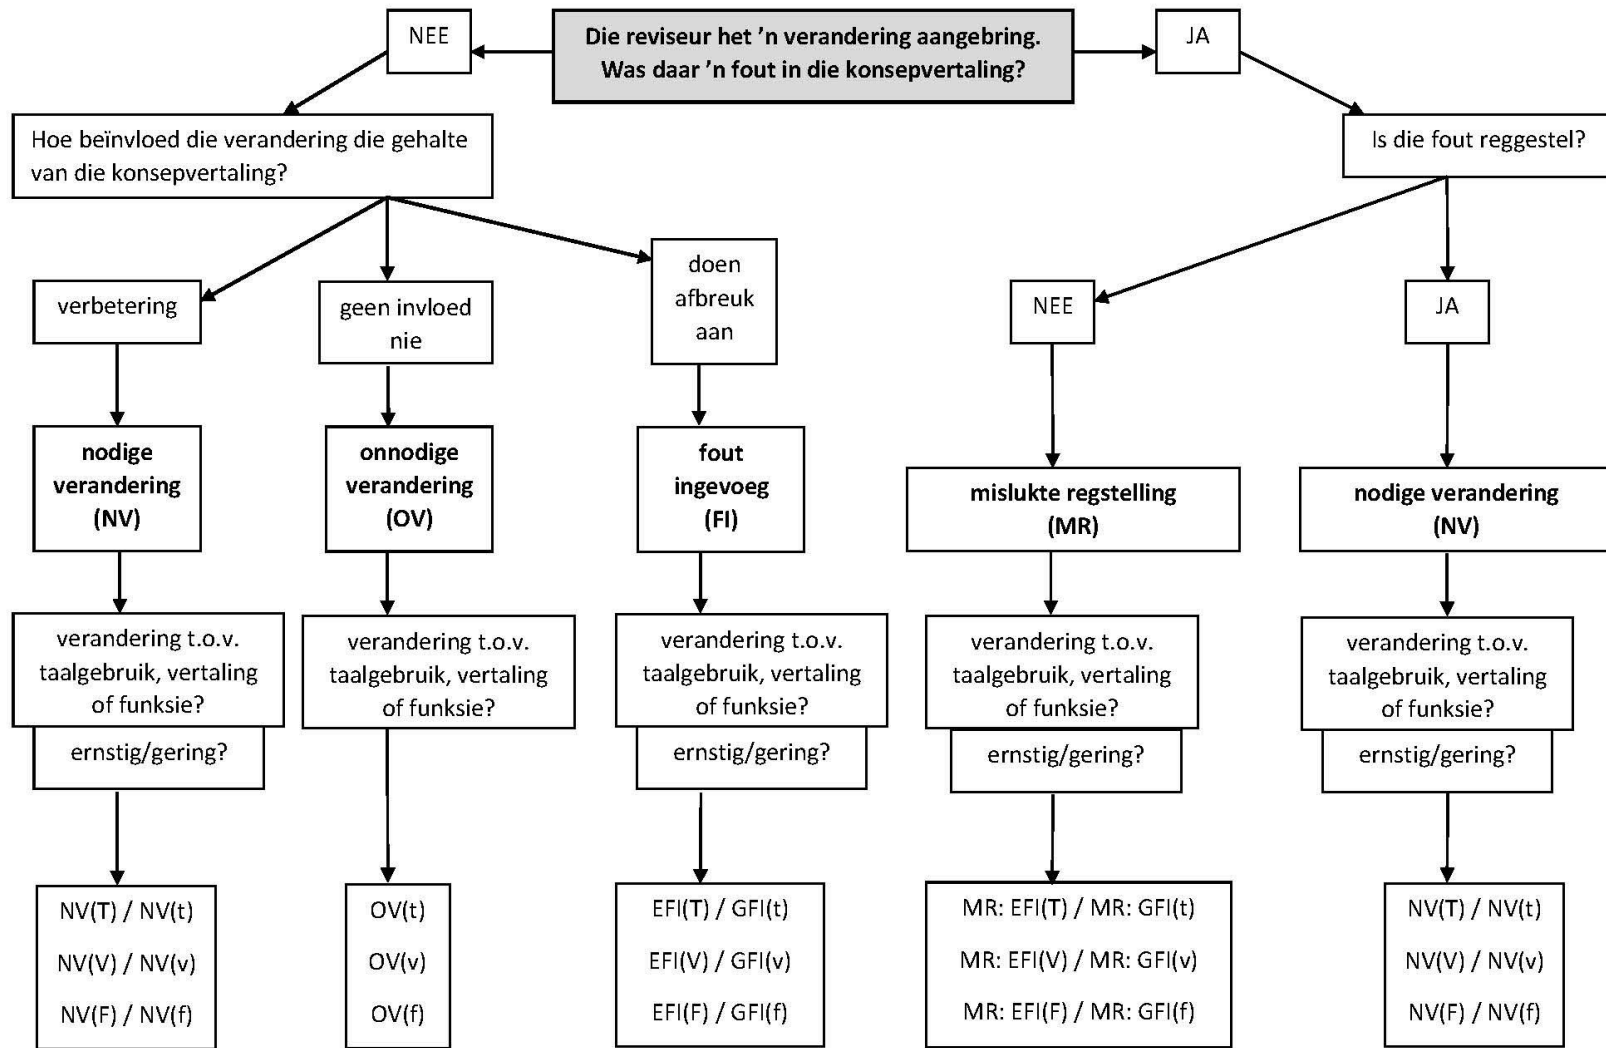 NEE
Die reviseur het ’n verandering aangebring.
Was daar ’n fout in die konsepvertaling?
JA
Hoe beïnvloed die verandering die gehalte
van die konsepvertaling?
Is die fout reggestel?
verbetering
geen invloed
nie
doen
afbreuk
aan
NEE
JA
nodige
verandering
(NV)
onnodige
verandering
(OV)
fout
ingevoeg
(FI)
mislukte regstelling
(MR)
nodige verandering
(NV)
verandering t.o.v.
taalgebruik, vertaling
of funksie?
ernstig/gering?
verandering t.o.v.
taalgebruik, vertaling
of funksie?
verandering t.o.v.
taalgebruik, vertaling
of funksie?
ernstig/gering?
verandering t.o.v.
taalgebruik, vertaling
of funksie?
ernstig/gering?
verandering t.o.v.
taalgebruik, vertaling
of funksie?
ernstig/gering?
NV(T) / NV(t)
NV(V) / NV(v)
NV(F) / NV(f)
OV(t)
OV(v)
OV(f)
EFI(T) / GFI(t)
EFI(V) / GFI(v)
EFI(F) / GFI(f)
MR: EFI(T) / MR: GFI(t)
MR: EFI(V) / MR: GFI(v)
MR: EFI(F) / MR: GFI(f)
NV(T) / NV(t)
NV(V) / NV(v)
NV(F) / NV(f)